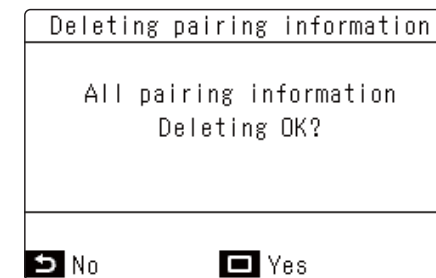 Deleting pairing information
All pairing information
Deleting OK?
No Yes